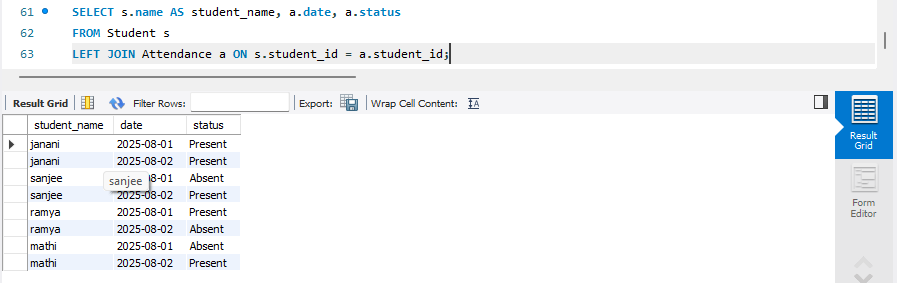 61 SELECT s.name AS student_name, a.date, a.status
62 FROM Student s
63 LEFT JOIN Attendance a ON s.student_id = a.student_id;
Result Grid Filter Rows: Export: Wrap Cell Content: IA
student_name date status
janani 2025-08-01 Present
janani 2025-08-02 Present
sanjee -08-01 Absent
sanjee
sanjee 2025-08-02 Present
ramya 2025-08-01 Present
ramya 2025-08-02 Absent
mathi 2025-08-01 Absent
mathi 2025-08-02 Present
Result
Grid
Form
Editor